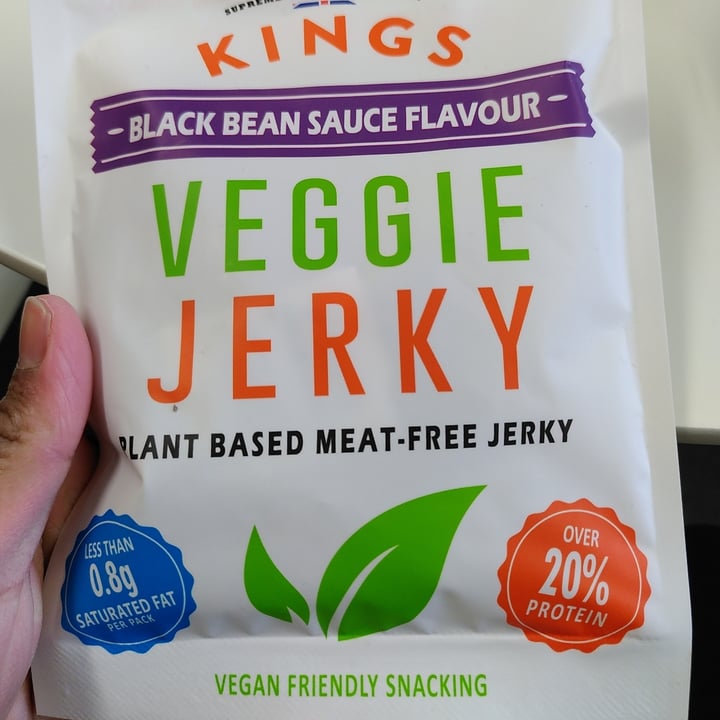 KINGS
- BLACK BEAN SAUCE FLAVOUR -
VEGGIE
JERKY
PLANT BASED MEAT-FREE JERKY
LESS THAN
0.8g
SATURATED FAT
PER PACK
OVER
20%
PROTEIN
VEGAN FRIENDLY SNACKING